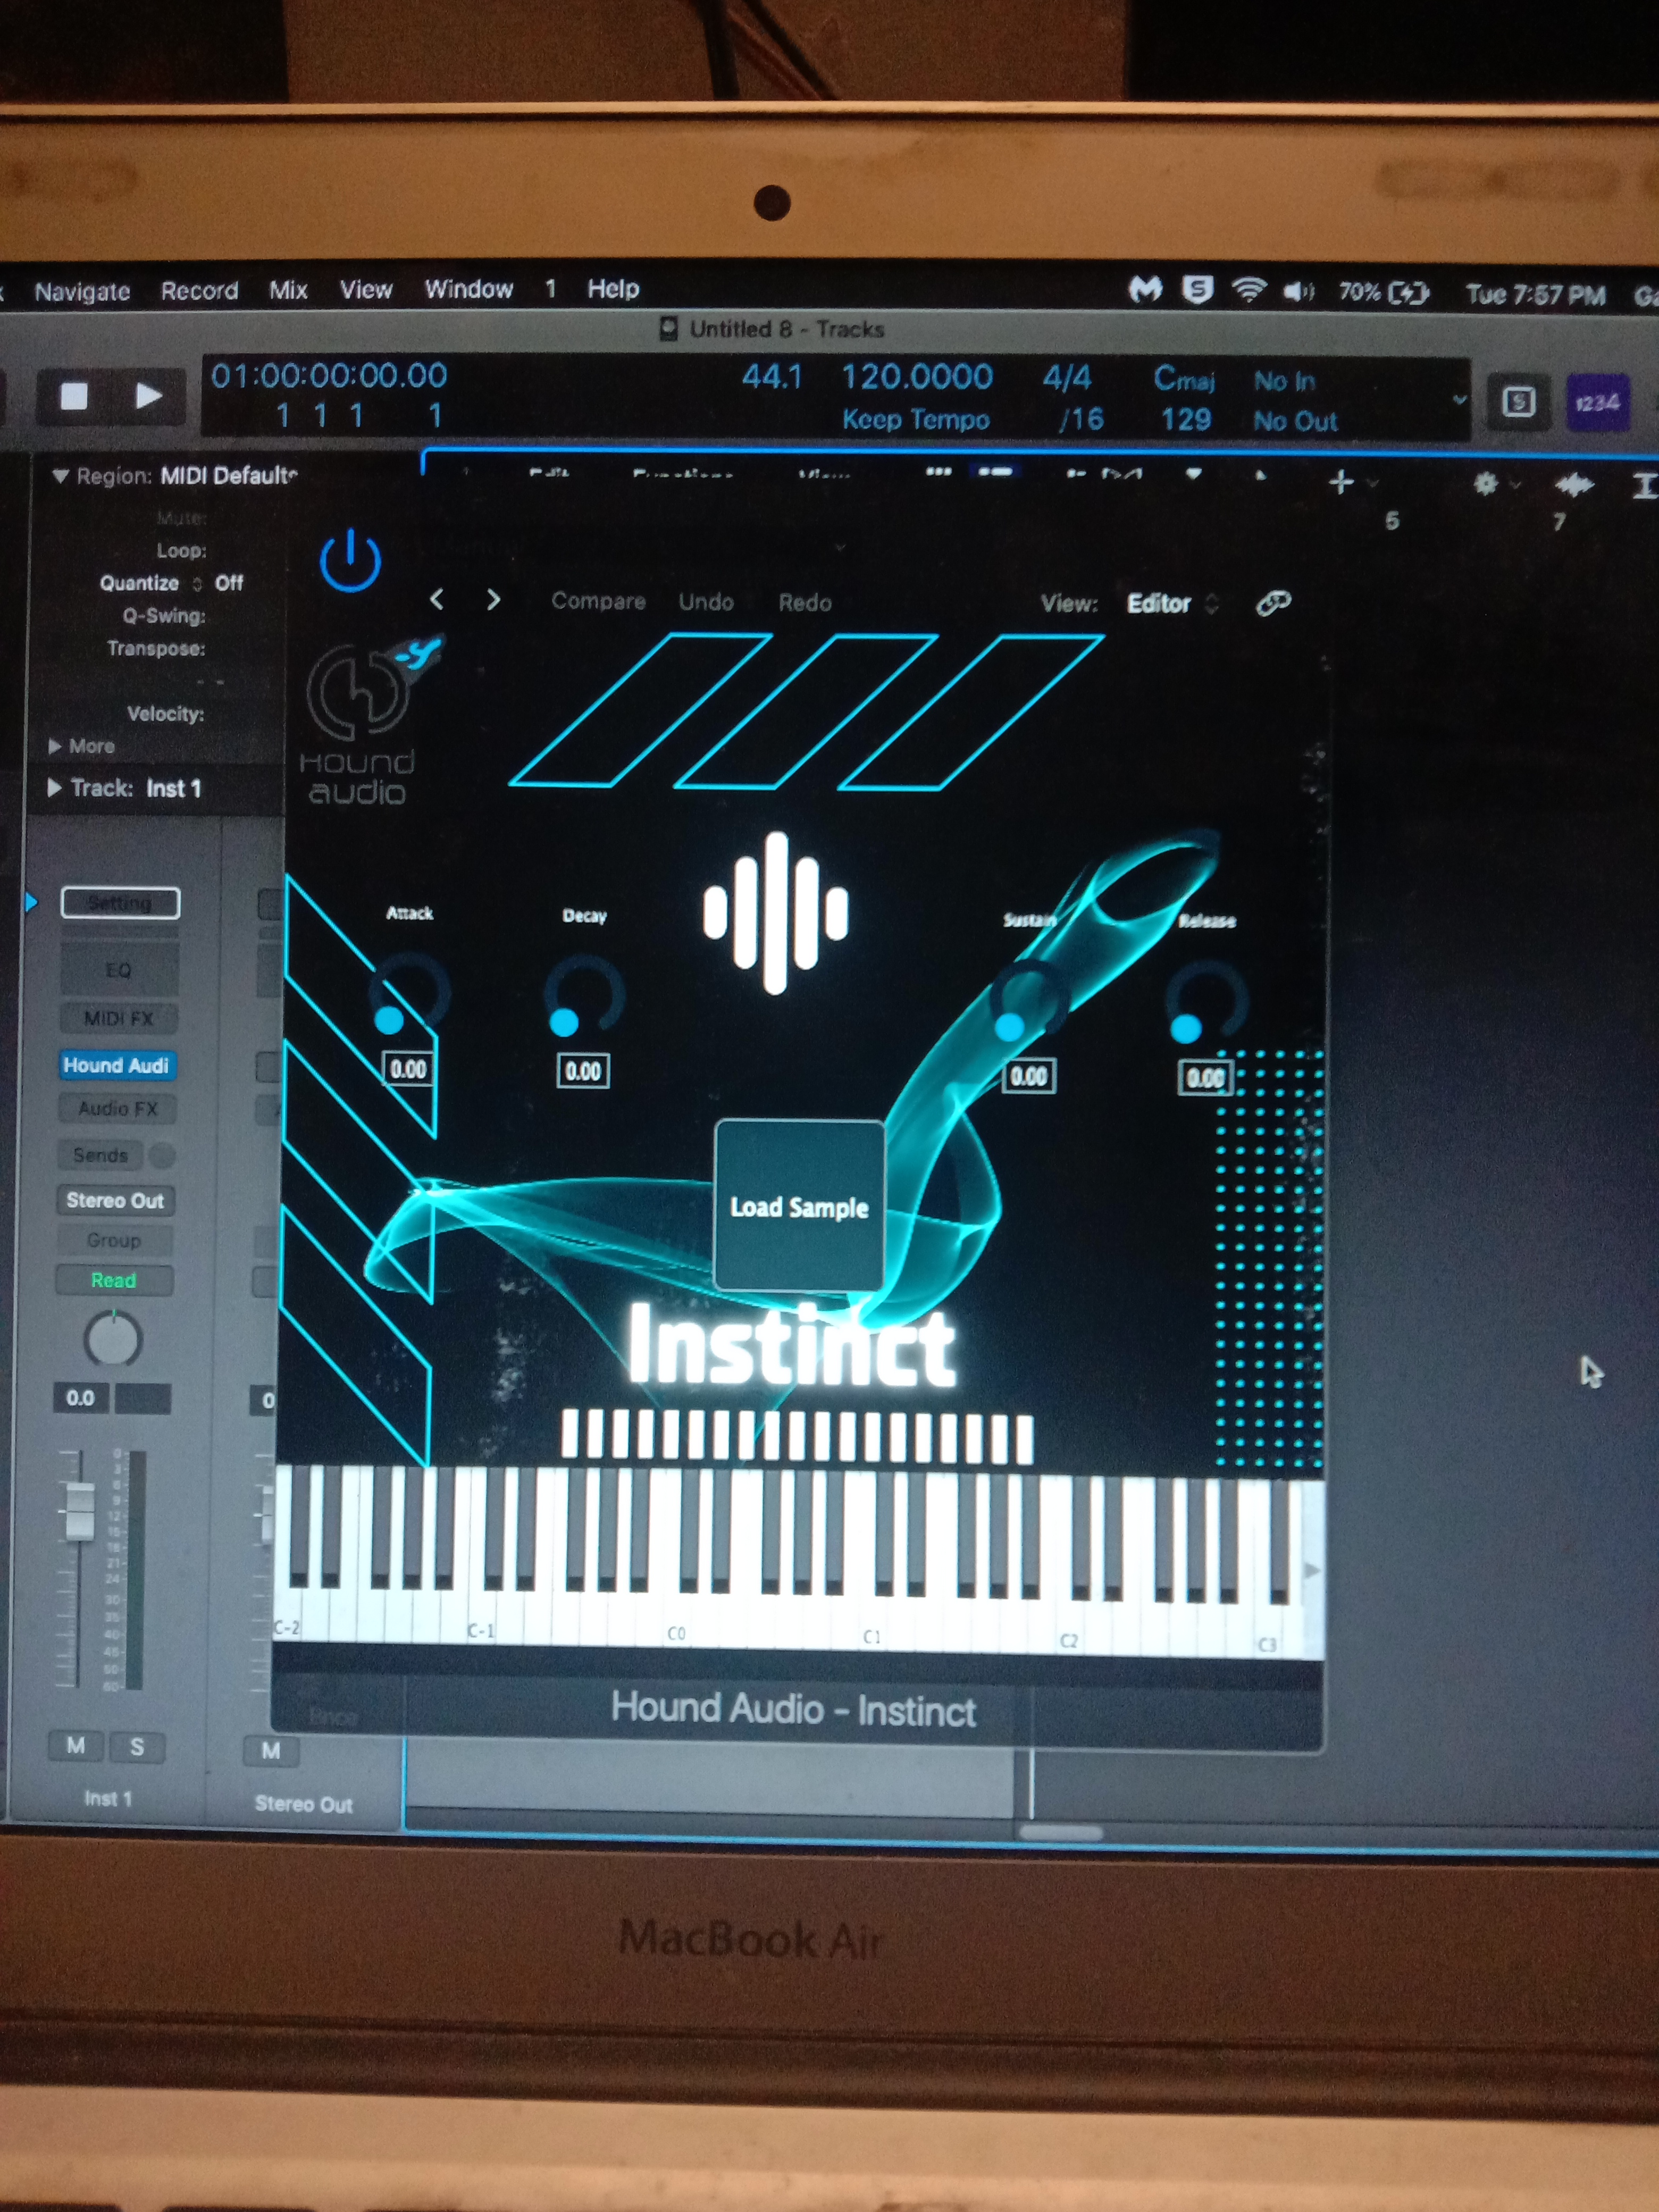 Navigate Record Mix View Window 1 Help 70% Tue 7:57 PM
Untitled 8 - Tracks
01:00:00:00.00 44.1 120.0000 4/4 Cmaj No In
1 1 1 1 Keep Tempo /16 129 No Out
1234
Region: MIDI Defaults
5 7
Mute:
Loop:
Quantize Off
Q-Swing:
Transpose:
Velocity:
More
Track: Inst 1
Compare Undo Redo View: Editor
Hound
audio
Setting
EQ
MIDI FX
Hound Audi
Audio FX
Sends
Stereo Out
Group
Read
0.0
Attack Decay Sustain Release
0.00 0.00 0.00 0.00
Load Sample
Instinct
C-2 C-1 C0 C1 C2 C3
Hound Audio - Instinct
M S M
Inst 1 Stereo Out
MacBook Air